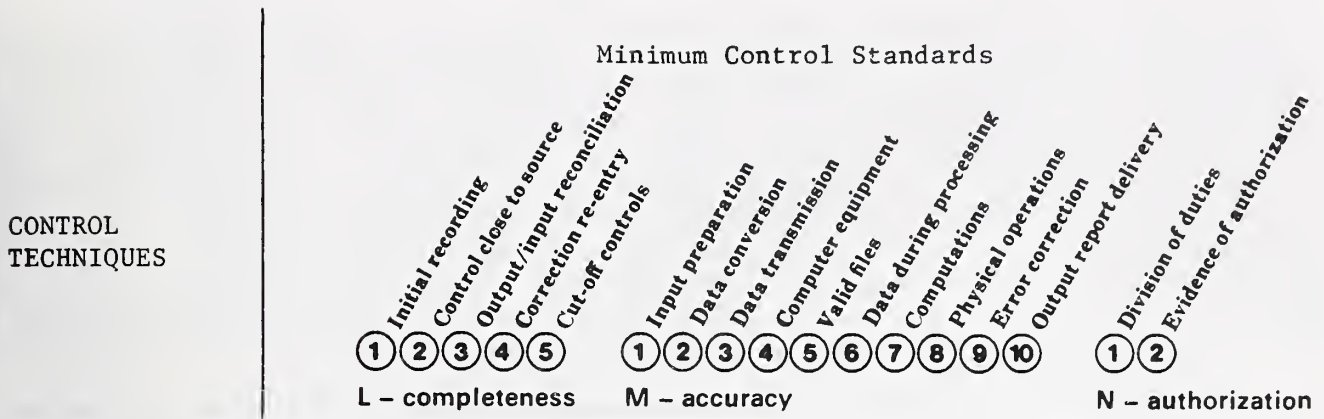 Minimum Control Standards
CONTROL
TECHNIQUES
Initial recording
Control close to source
Output/input reconciliation
Correction re-entry
Cut-off controls
Input preparation
Data conversion
Data transmission
Computer equipment
Valid files
Data during processing
Computations
Physical operations
Error correction
Output report delivery
Division of duties
Evidence of authorization
1 2 3 4 5 1 2 3 4 5 6 7 8 9 10 1 2
L – completeness M – accuracy N – authorization